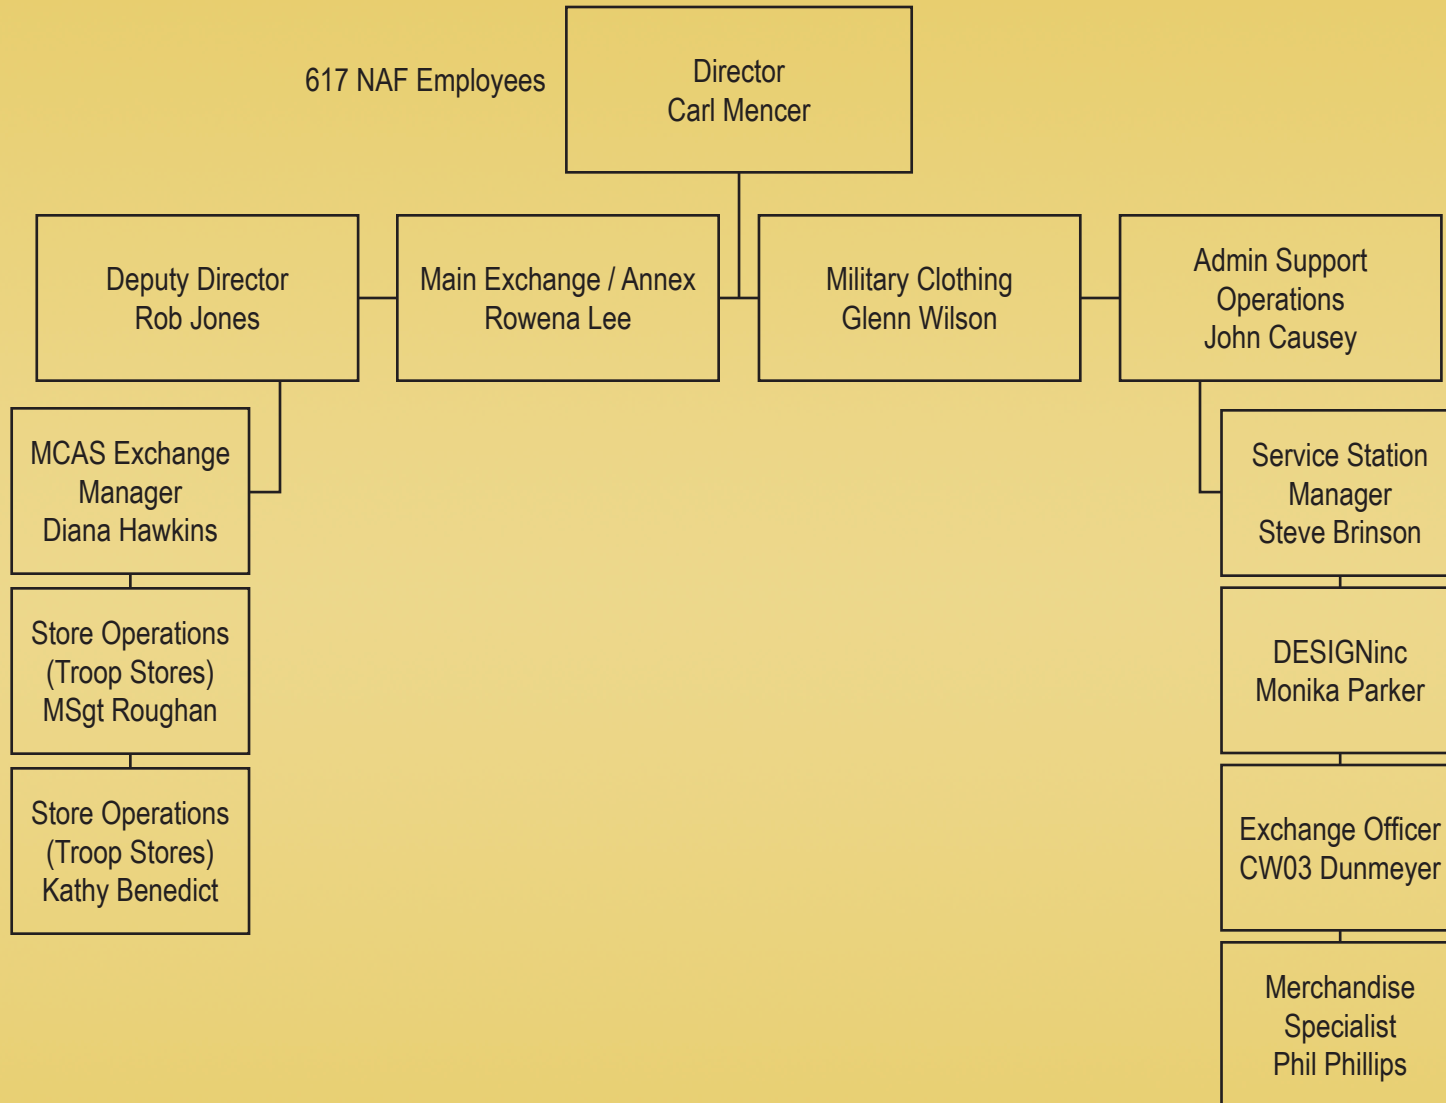 617 NAF Employees
Director
Carl Mencer
Deputy Director
Rob Jones
Main Exchange / Annex
Rowena Lee
Military Clothing
Glenn Wilson
Admin Support
Operations
John Causey
MCAS Exchange
Manager
Diana Hawkins
Store Operations
(Troop Stores)
MSgt Roughan
Store Operations
(Troop Stores)
Kathy Benedict
Service Station
Manager
Steve Brinson
DESIGNinc
Monika Parker
Exchange Officer
CW03 Dunmeyer
Merchandise
Specialist
Phil Phillips